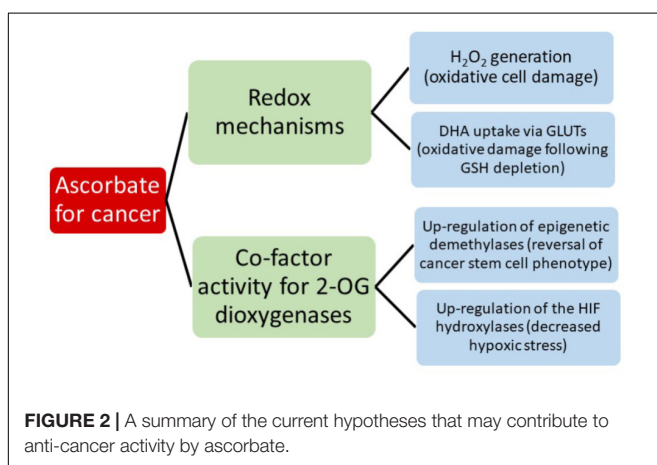 Ascorbate
for cancer
Redox
mechanisms
H₂O₂ generation
(oxidative cell damage)
DHA uptake via GLUTs
(oxidative damage following
GSH depletion)
Co-factor
activity for 2-OG
dioxygenases
Up-regulation of epigenetic
demethylases (reversal of
cancer stem cell phenotype)
Up-regulation of the HIF
hydroxylases (decreased
hypoxic stress)
FIGURE 2 | A summary of the current hypotheses that may contribute to
anti-cancer activity by ascorbate.